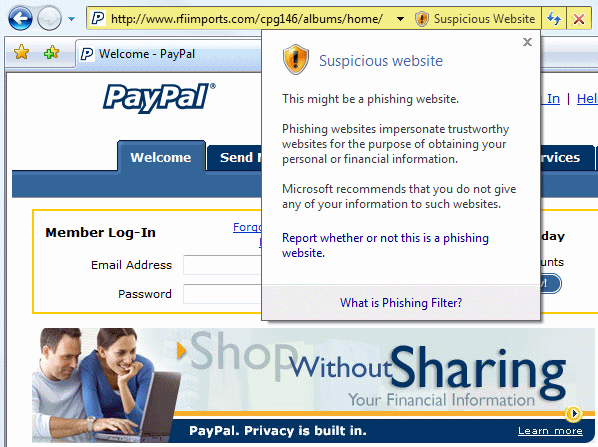 http://www.rfiimports.com/cpg146/albums/home/
Suspicious Website
Welcome - PayPal
Suspicious website
This might be a phishing website.
Phishing websites impersonate trustworthy
websites for the purpose of obtaining your
personal or financial information.
Microsoft recommends that you do not give
any of your information to such websites.
Report whether or not this is a phishing
website.
What is Phishing Filter?
PayPal®
In | Hel
Welcome
Send M
ervices
Member Log-In
Forgo
Email Address
Password
day
unts
y!
Shop Without Sharing
Your Financial Information
PayPal. Privacy is built in.
Learn more